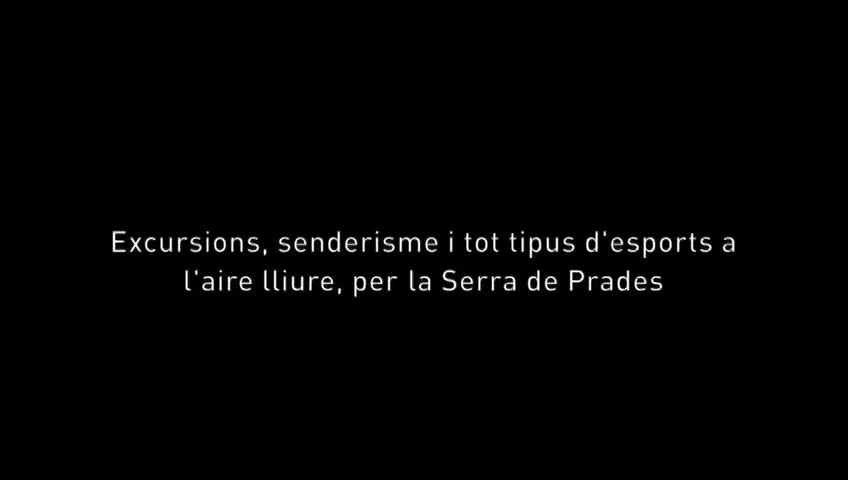 Excursions, senderisme i tot tipus d'esports a
l'aire lliure, per la Serra de Prades